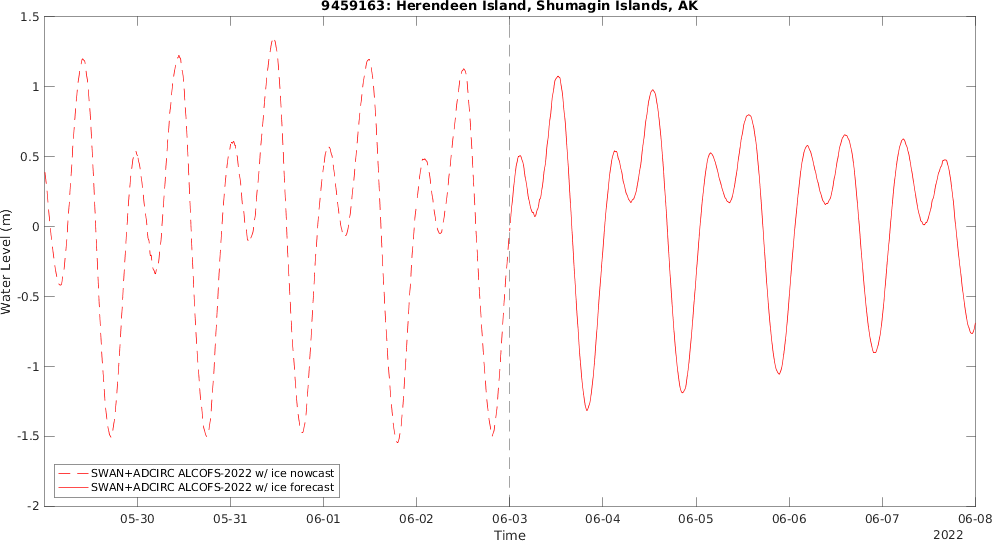 9459163: Herendeen Island, Shumagin Islands, AK
1.5
1
0.5
0
-0.5
-1
-1.5
-2
Water Level (m)
SWAN+ADCIRC ALCOFS-2022 w/ ice nowcast
SWAN+ADCIRC ALCOFS-2022 w/ ice forecast
05-30 05-31 06-01 06-02 06-03 06-04 06-05 06-06 06-07 06-08
Time
2022